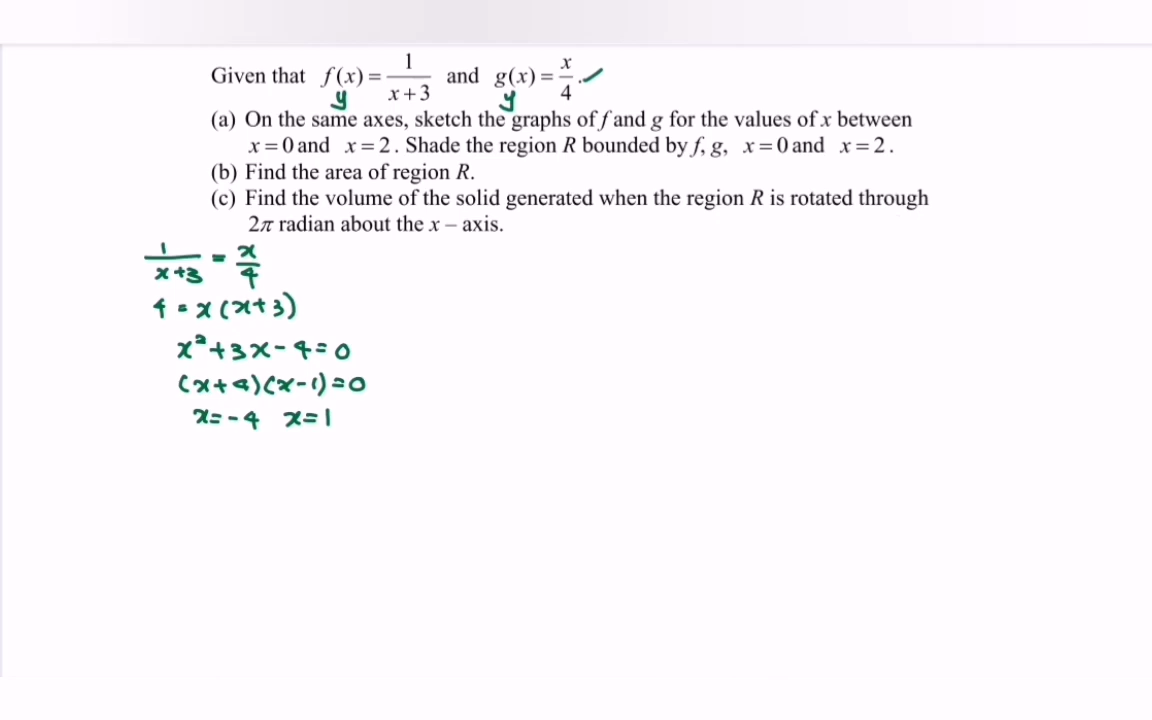 Given that f(x) = 1/(x+3) and g(x) = x/4. ✓
y y
(a) On the same axes, sketch the graphs of f and g for the values of x between
x = 0 and x = 2. Shade the region R bounded by f, g, x = 0 and x = 2.
(b) Find the area of region R.
(c) Find the volume of the solid generated when the region R is rotated through
2π radian about the x – axis.
1/(x+3) = x/4
4 = x(x+3)
x²+3x-4=0
(x+4)(x-1)=0
x=-4 x=1